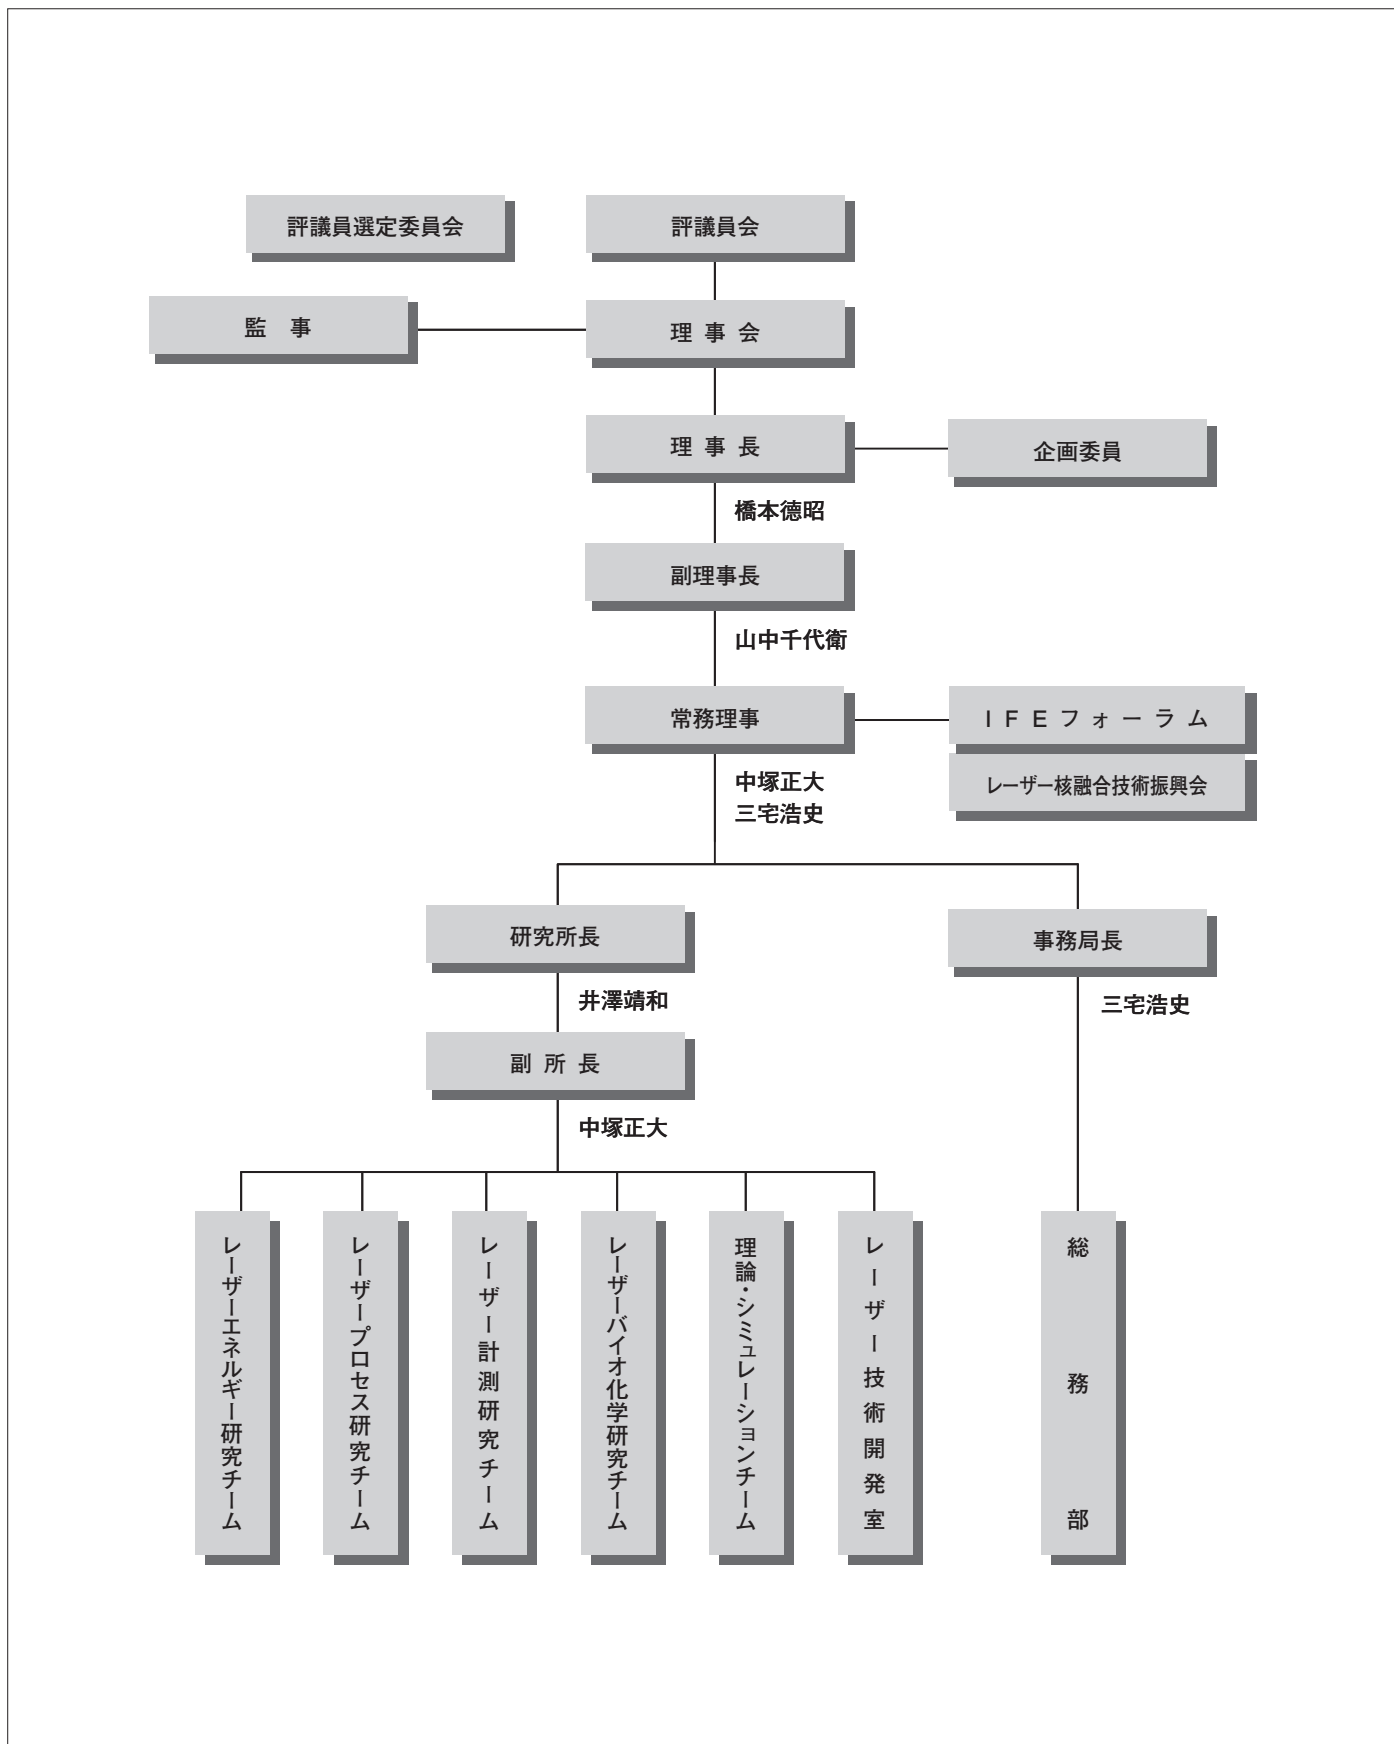 評議員選定委員会
評議員会
監 事
理 事 会
理 事 長
企画委員
橋本德昭
副理事長
山中千代衛
常務理事
IFEフォーラム
レーザー核融合技術振興会
中塚正大
三宅浩史
研究所長
事務局長
井澤靖和
三宅浩史
副 所 長
中塚正大
レーザーエネルギー研究チーム
レーザープロセス研究チーム
レーザー計測研究チーム
レーザーバイオ化学研究チーム
理論・シミュレーションチーム
レーザー技術開発室
総務部